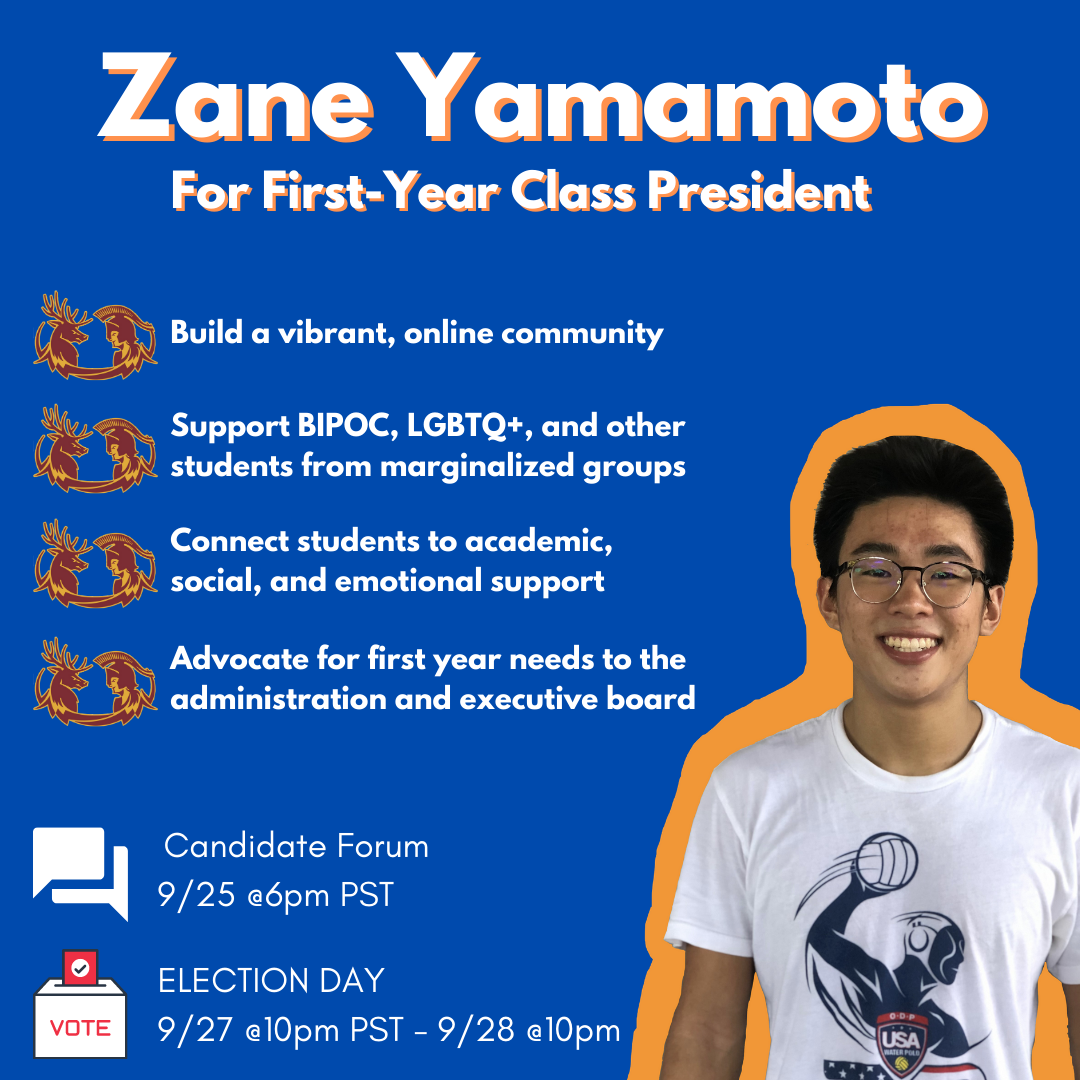 Zane Yamamoto
For First-Year Class President
Build a vibrant, online community
Support BIPOC, LGBTQ+, and other
students from marginalized groups
Connect students to academic,
social, and emotional support
Advocate for first year needs to the
administration and executive board
Candidate Forum
9/25 @6pm PST
ELECTION DAY
9/27 @10pm PST - 9/28 @10pm
VOTE
O·D·P
USA
WATER POLO